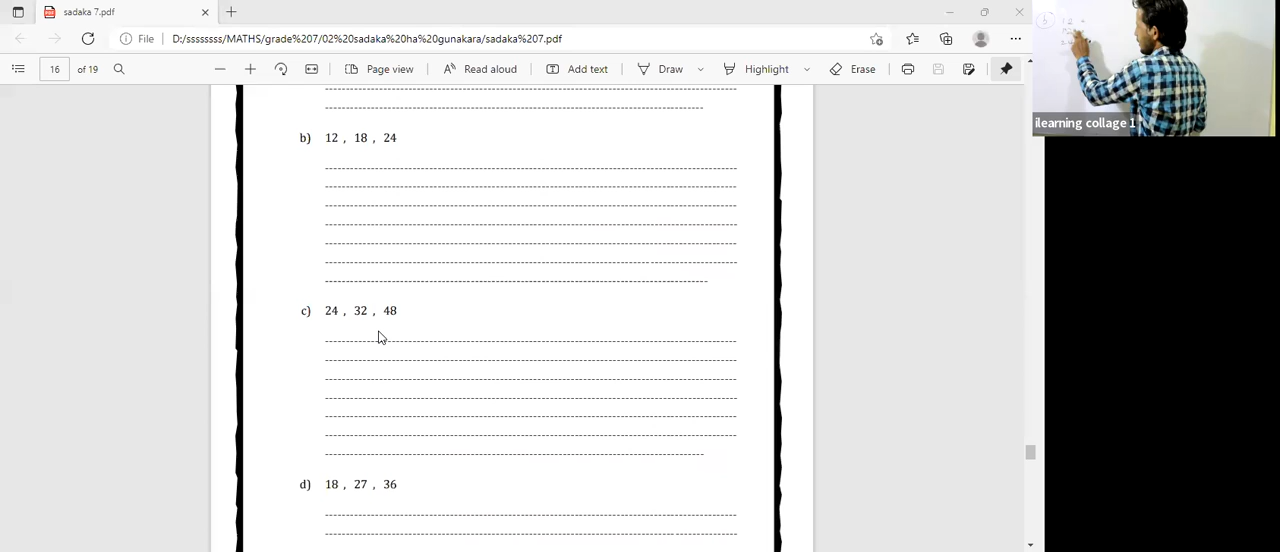 sadaka 7.pdf
File
D:/ssssssss/MATHS/grade%207/02%20sadaka%20ha%20gunakara/sadaka%207.pdf
16 of 19
Page view
Read aloud
Add text
Draw
Highlight
Erase
b) 12 , 18 , 24
c) 24 , 32 , 48
d) 18 , 27 , 36
b 12
ilearning collage 1